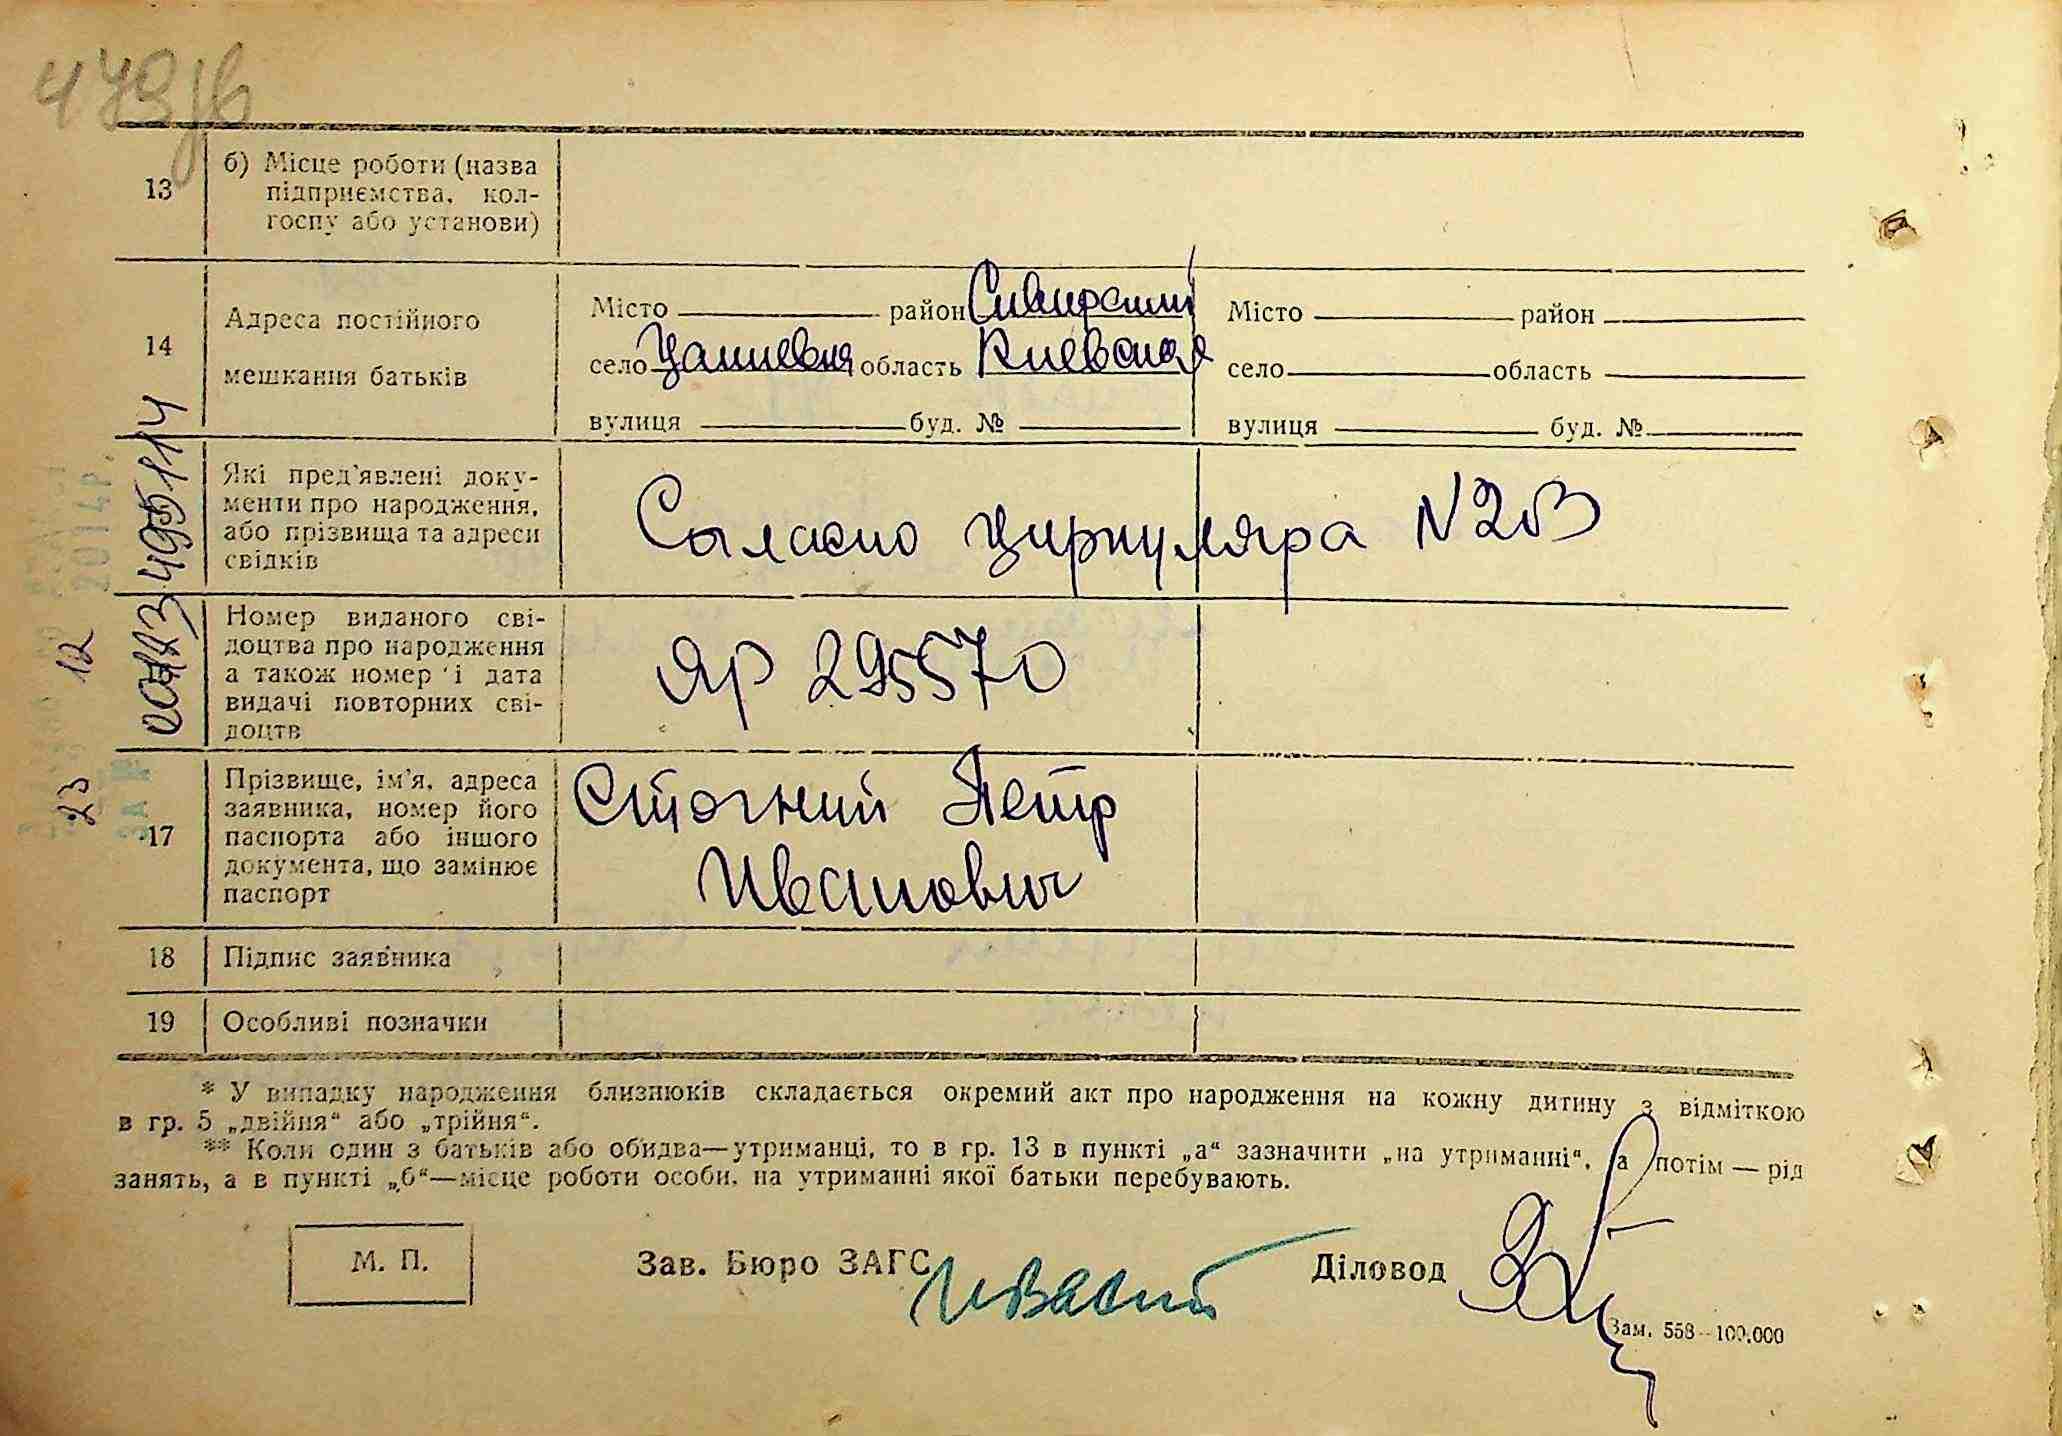 13
б) Місце роботи (назва
підприємства, кол-
госпу або установи)
14
Адреса постійного
мешкання батьків
Місто район
село область Киевская
вулиця буд. №
Місто район
село область
вулиця буд. №
Які пред'явлені доку-
менти про народження,
або прізвища та адреси
свідків
Сыласно циркуляра N203
Номер виданого сві-
доцтва про народження
а також номер і дата
видачі повторних сві-
доцтв
ЯР 295570
17
Прізвище, ім'я, адреса
заявника, номер його
паспорта або іншого
документа, що замінює
паспорт
Стогний Петр
Иванович
18 Підпис заявника
19 Особливі позначки
* У випадку народження близнюків складається окремий акт про народження на кожну дитину з відміткою
в гр. 5 „двійня“ або „трійня“.
** Коли один з батьків або обидва—утриманці, то в гр. 13 в пункті „а“ зазначити „на утриманні“, а потім — рід
занять, а в пункті „б“—місце роботи особи, на утриманні якої батьки перебувають.
М. П.
Зав. Бюро ЗАГС
Діловод
Зам. 558—100.000
23 12 2014р.